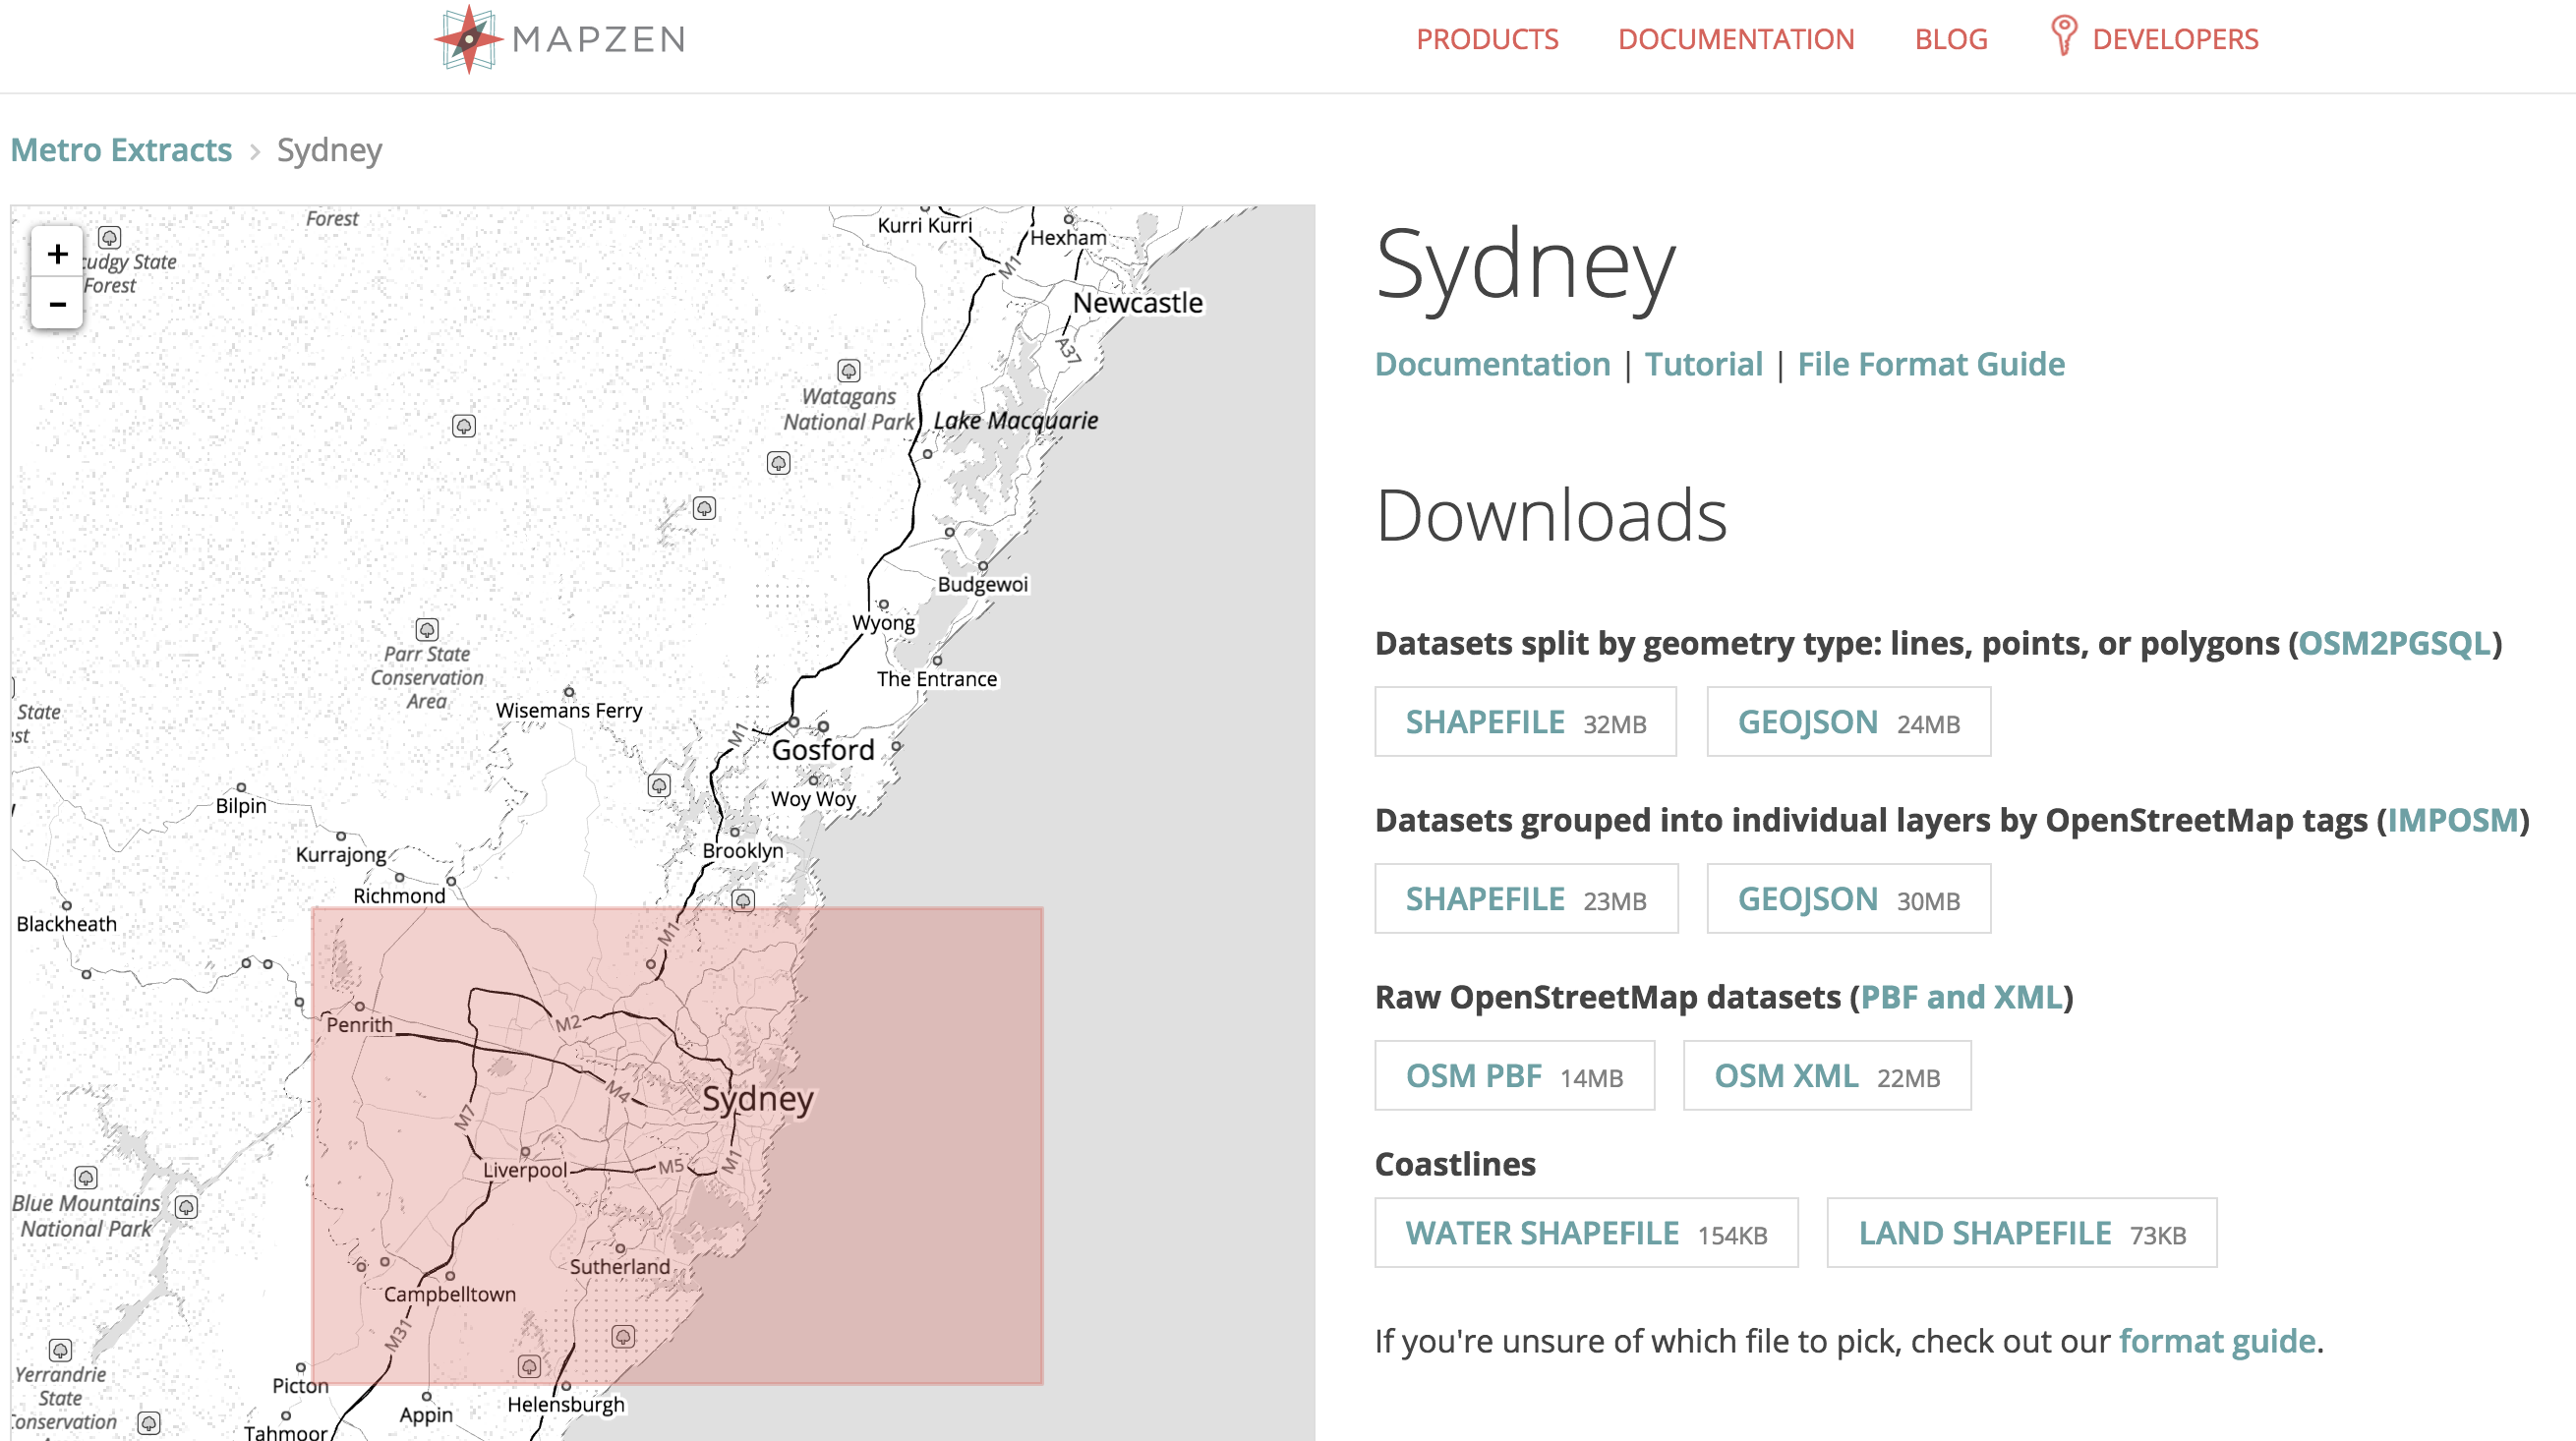 MAPZEN
PRODUCTS
DOCUMENTATION
BLOG
DEVELOPERS
Metro Extracts › Sydney
+
−
Forest
State
Forest
Kurri Kurri
Hexham
M1
Newcastle
A37
Watagans
National Park
Lake Macquarie
Budgewoi
Wyong
The Entrance
Parr State
Conservation
Area
Wisemans Ferry
State
M1
Gosford
Woy Woy
Bilpin
Kurrajong
Brooklyn
Richmond
Blackheath
M1
Penrith
M2
M4
Sydney
M7
Liverpool
M5
M1
Blue Mountains
National Park
Sutherland
Campbelltown
M31
Yerrandie
State
Picton
Helensburgh
Appin
Tahmoor
Sydney
Documentation | Tutorial | File Format Guide
Downloads
Datasets split by geometry type: lines, points, or polygons (OSM2PGSQL)
SHAPEFILE 32MB
GEOJSON 24MB
Datasets grouped into individual layers by OpenStreetMap tags (IMPOSM)
SHAPEFILE 23MB
GEOJSON 30MB
Raw OpenStreetMap datasets (PBF and XML)
OSM PBF 14MB
OSM XML 22MB
Coastlines
WATER SHAPEFILE 154KB
LAND SHAPEFILE 73KB
If you're unsure of which file to pick, check out our format guide.